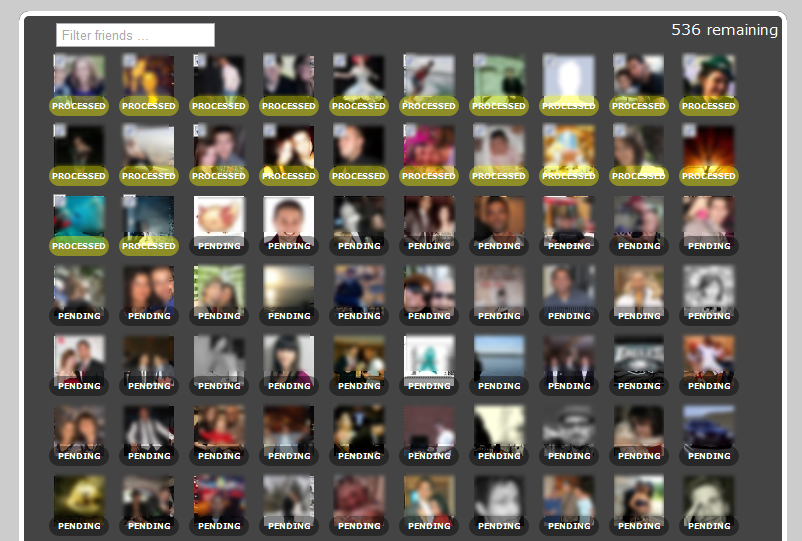 Filter friends ...
536 remaining
PROCESSED PROCESSED PROCESSED PROCESSED PROCESSED PROCESSED PROCESSED PROCESSED PROCESSED PROCESSED
PROCESSED PROCESSED PROCESSED PROCESSED PROCESSED PROCESSED PROCESSED PROCESSED PROCESSED PROCESSED
PROCESSED PROCESSED PENDING PENDING PENDING PENDING PENDING PENDING PENDING PENDING
PENDING PENDING PENDING PENDING PENDING PENDING PENDING PENDING PENDING PENDING
EAGLES
PENDING PENDING PENDING PENDING PENDING PENDING PENDING PENDING PENDING PENDING
PENDING PENDING PENDING PENDING PENDING PENDING PENDING PENDING PENDING PENDING
PENDING PENDING PENDING PENDING PENDING PENDING PENDING PENDING PENDING PENDING